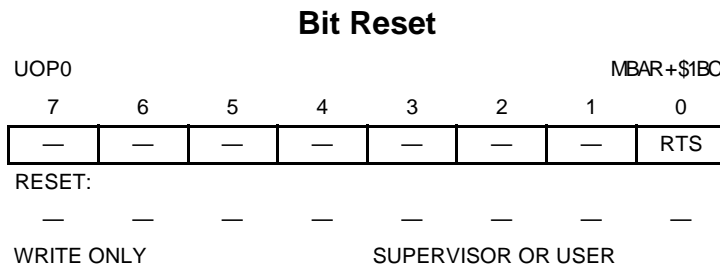 Bit Reset
UOP0 MBAR+$1BC
7 6 5 4 3 2 1 0
— — — — — — — RTS
RESET:
— — — — — — — —
WRITE ONLY SUPERVISOR OR USER